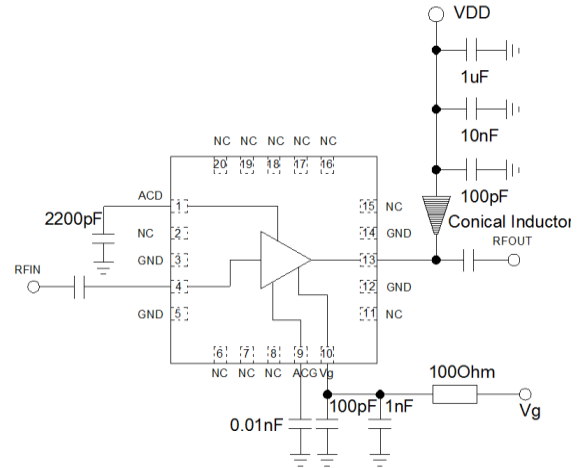 VDD
1uF
10nF
NC NC NC NC NC
20 19 18 17 16
100pF
ACD
1
15 NC
Conical Inductor
2200pF
NC 2
14 GND
RFOUT
GND 3
13
RFIN
4
12 GND
GND 5
11 NC
6 7 8 9 10
NC NC NC ACG Vg
100Ohm
0.01nF
100pF
1nF
Vg